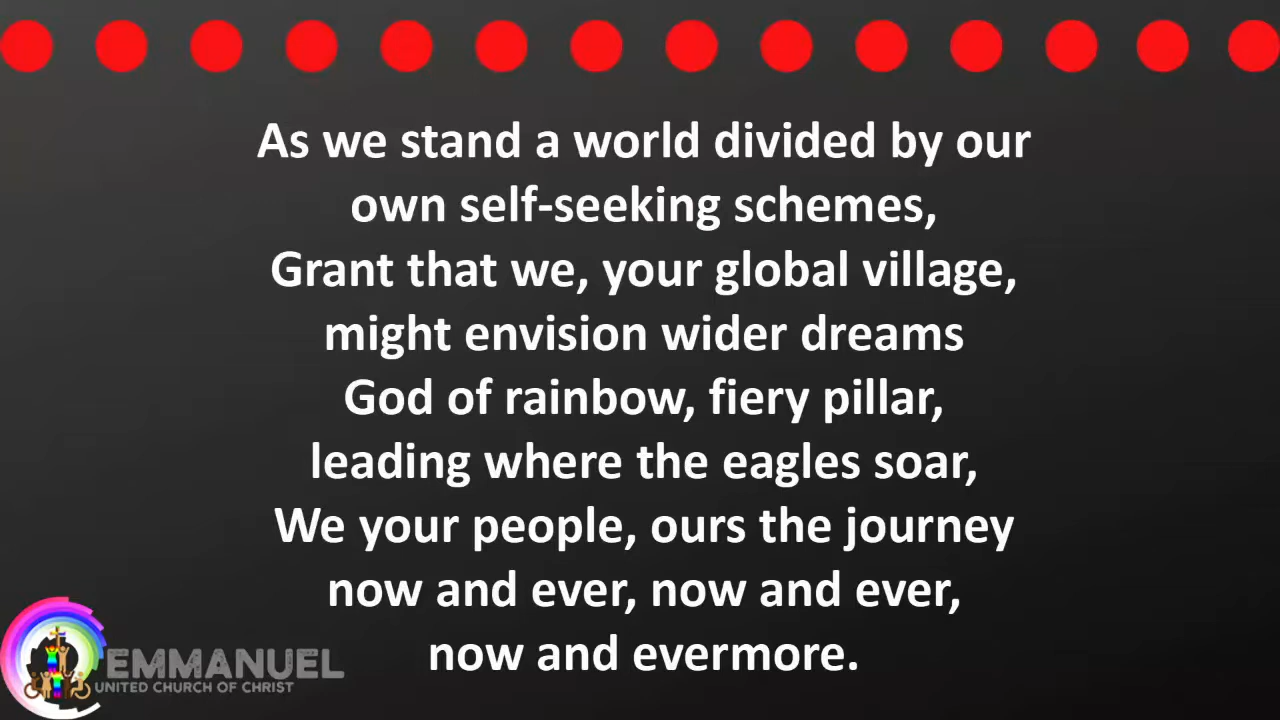 As we stand a world divided by our
own self-seeking schemes,
Grant that we, your global village,
might envision wider dreams
God of rainbow, fiery pillar,
leading where the eagles soar,
We your people, ours the journey
now and ever, now and ever,
now and evermore.
EMMANUEL
UNITED CHURCH OF CHRIST